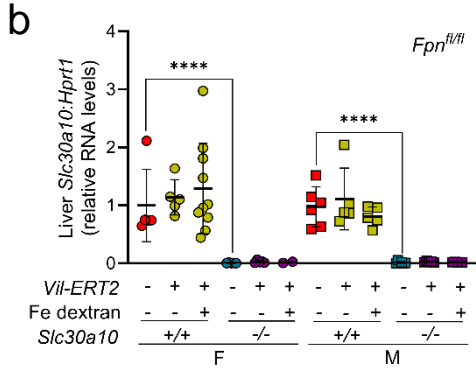 b
Fpn^fl/fl
Liver Slc30a10:Hprt1
(relative RNA levels)
4
3
2
1
0
**** ****
Vil-ERT2 - + + - + + - + + - + +
Fe dextran - - + - - + - - + - - +
Slc30a10 +/+ -/- +/+ -/-
F M